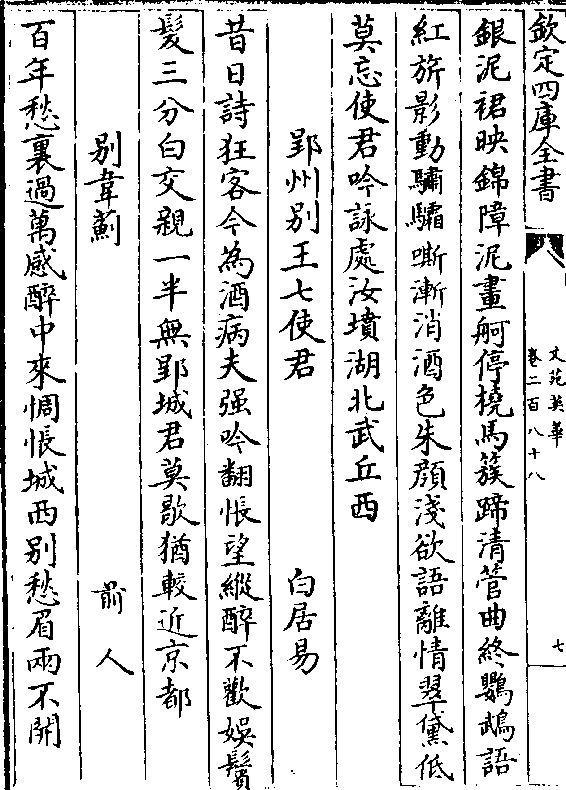 欽定四庫全書
文苑英華
卷二百八十八
七
銀泥裙映錦障泥畫舸停橈馬簇蹄清管曲終鸚鵡語
紅旂影動驌驦嘶漸消酒色朱顔淺欲語離情翠黛低
莫忘使君吟詠處汝墳湖北武丘西
郢州别王七使君
白居易
昔日詩狂客今為酒病夫强吟翻悵望縱醉不歡娛鬢
髪三分白交親一半無郢城君莫歇猶較近京都
别韋蘄
前人
百年愁裏過萬感醉中來惆悵城西别愁眉兩不開